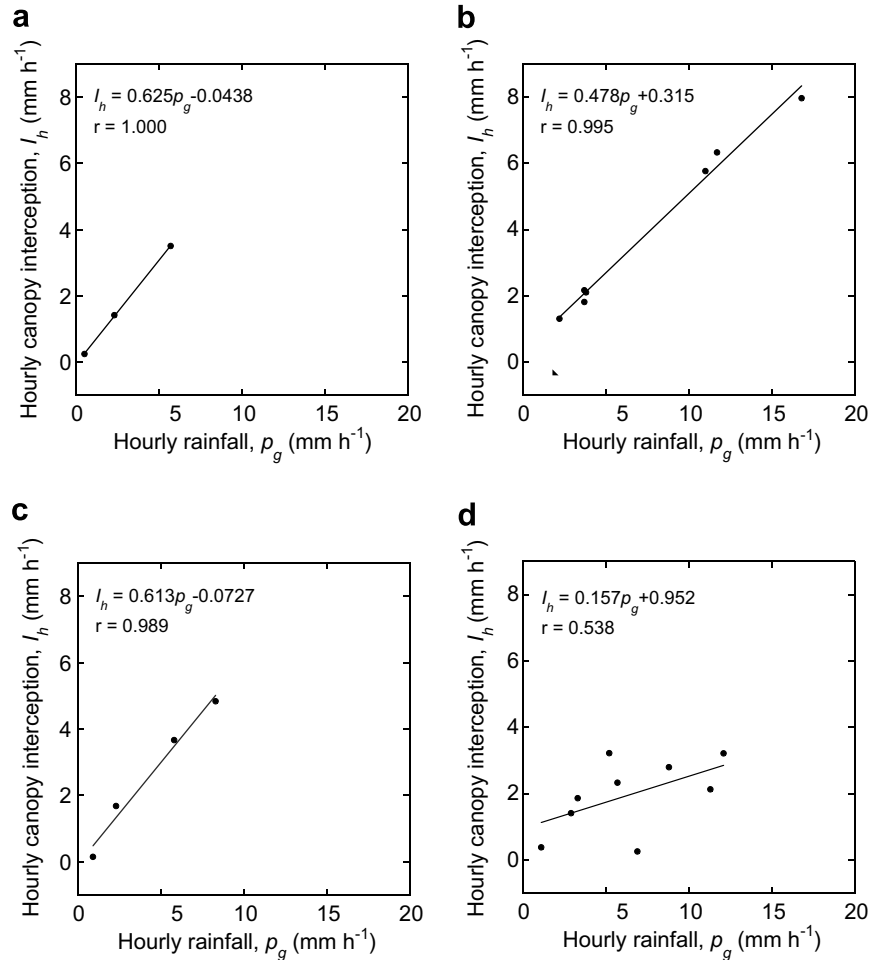 a
I_h = 0.625p_g-0.0438
r = 1.000
Hourly canopy interception, I_h (mm h⁻¹)
8
6
4
2
0
0 5 10 15 20
Hourly rainfall, p_g (mm h⁻¹)
b
I_h = 0.478p_g+0.315
r = 0.995
Hourly canopy interception, I_h (mm h⁻¹)
8
6
4
2
0
0 5 10 15 20
Hourly rainfall, p_g (mm h⁻¹)
c
I_h = 0.613p_g-0.0727
r = 0.989
Hourly canopy interception, I_h (mm h⁻¹)
8
6
4
2
0
0 5 10 15 20
Hourly rainfall, p_g (mm h⁻¹)
d
I_h = 0.157p_g+0.952
r = 0.538
Hourly canopy interception, I_h (mm h⁻¹)
8
6
4
2
0
0 5 10 15 20
Hourly rainfall, p_g (mm h⁻¹)